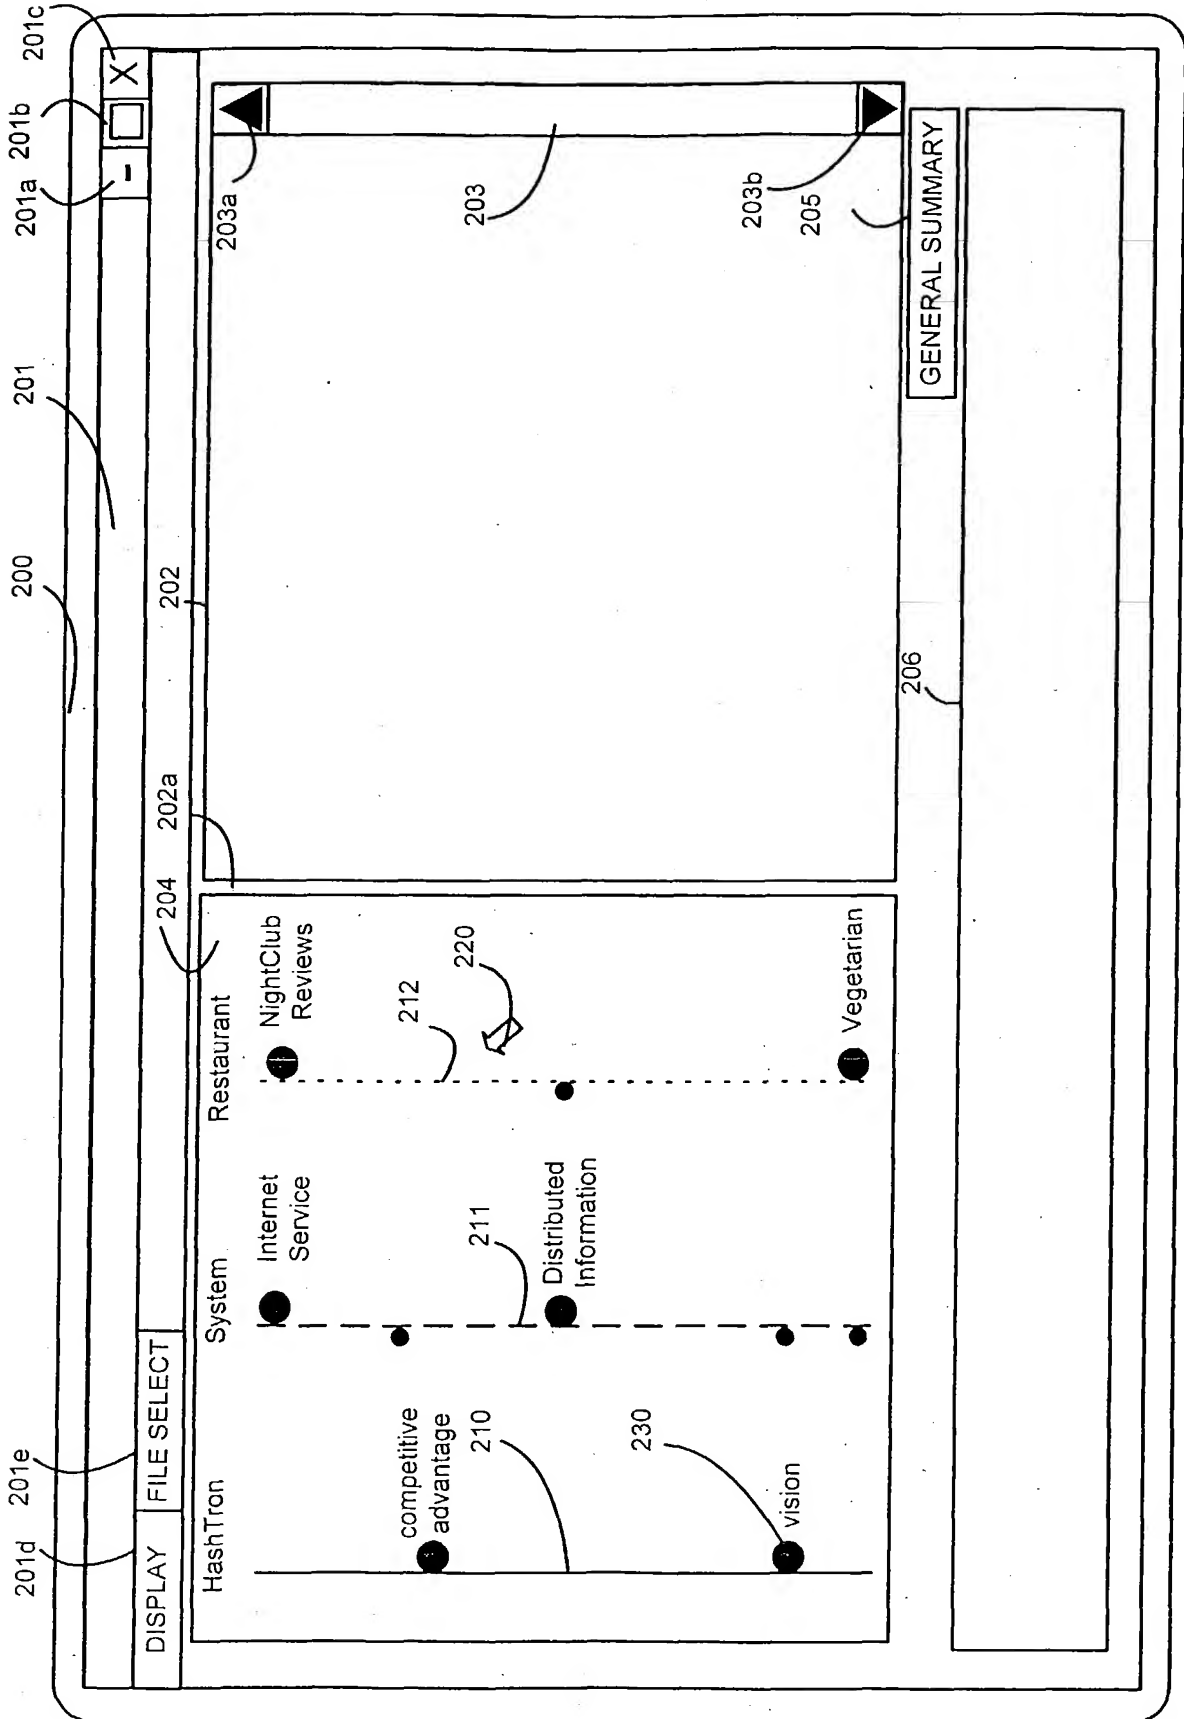 200
201
201a
201b
201c
201d
201e
DISPLAY
FILE SELECT
204
202a
202
HashTron
System
Restaurant
203a
Internet
Service
NightClub
Reviews
competitive
advantage
210
211
212
220
203
Distributed
Information
230
vision
Vegetarian
203b
205
206
GENERAL SUMMARY